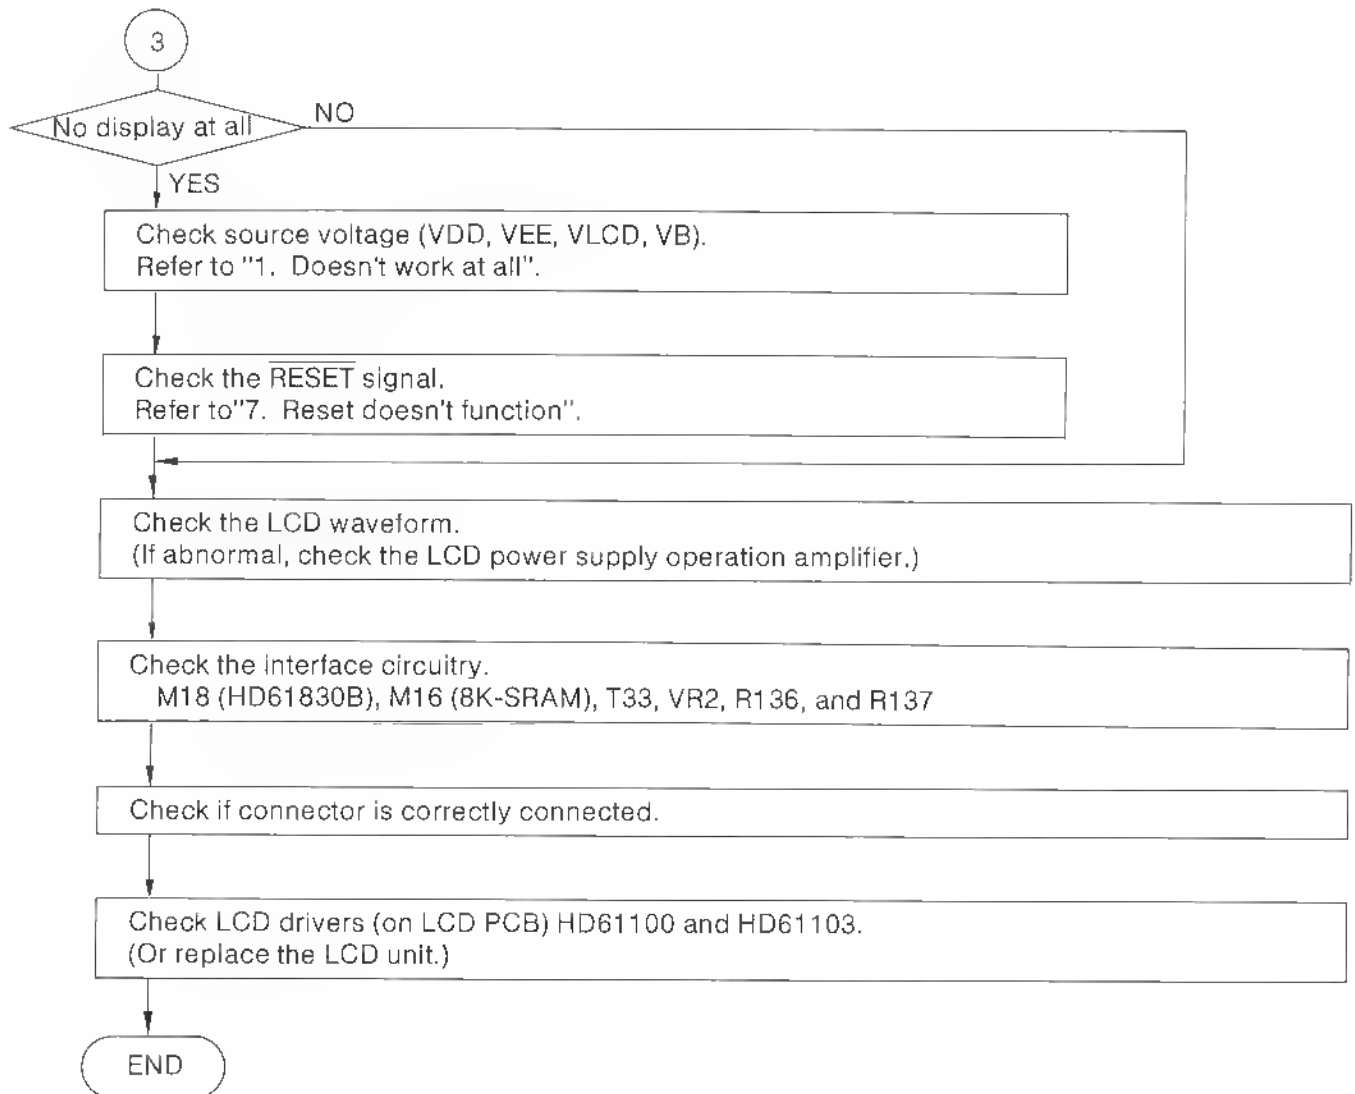 3
No display at all
NO
YES
Check source voltage (VDD, VEE, VLCD, VB).
Refer to "1. Doesn't work at all".
Check the R̅E̅S̅E̅T̅ signal.
Refer to"7. Reset doesn't function".
Check the LCD waveform.
(If abnormal, check the LCD power supply operation amplifier.)
Check the interface circuitry.
M18 (HD61830B), M16 (8K-SRAM), T33, VR2, R136, and R137
Check if connector is correctly connected.
Check LCD drivers (on LCD PCB) HD61100 and HD61103.
(Or replace the LCD unit.)
END